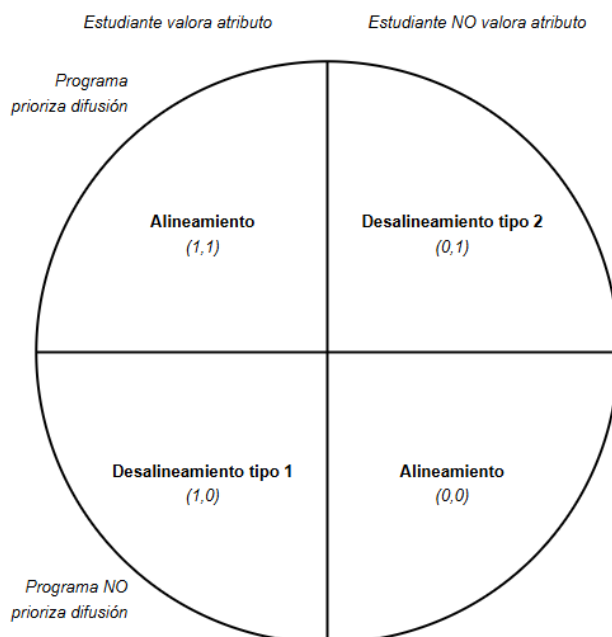 Estudiante valora atributo
Estudiante NO valora atributo
Programa
prioriza difusión
Alineamiento
(1,1)
Desalineamiento tipo 2
(0,1)
Desalineamiento tipo 1
(1,0)
Alineamiento
(0,0)
Programa NO
prioriza difusión